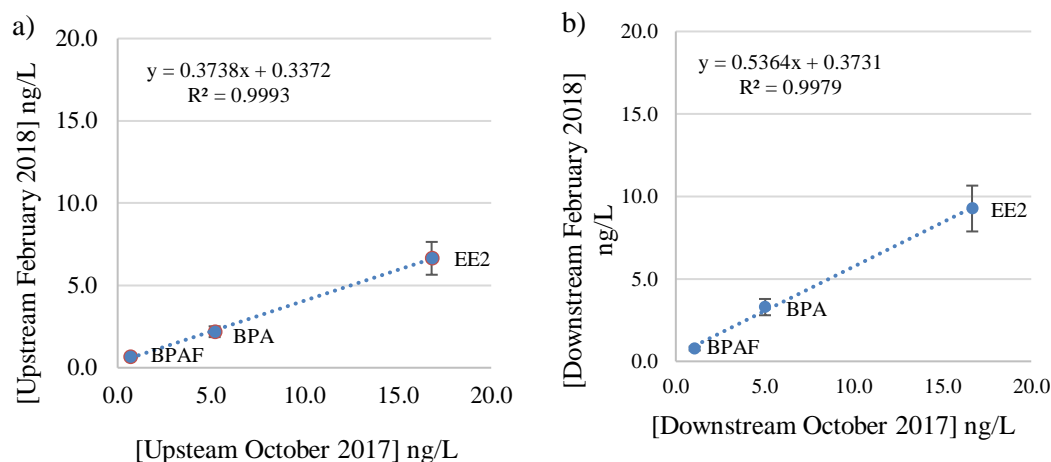 a)
[Upstream February 2018] ng/L
20.0
15.0
10.0
5.0
0.0
y = 0.3738x + 0.3372
R² = 0.9993
BPAF
BPA
EE2
0.0 5.0 10.0 15.0 20.0
[Upsteam October 2017] ng/L
b)
[Downstream February 2018]
ng/L
20.0
15.0
10.0
5.0
0.0
y = 0.5364x + 0.3731
R² = 0.9979
BPAF
BPA
EE2
0.0 5.0 10.0 15.0 20.0
[Downstream October 2017] ng/L